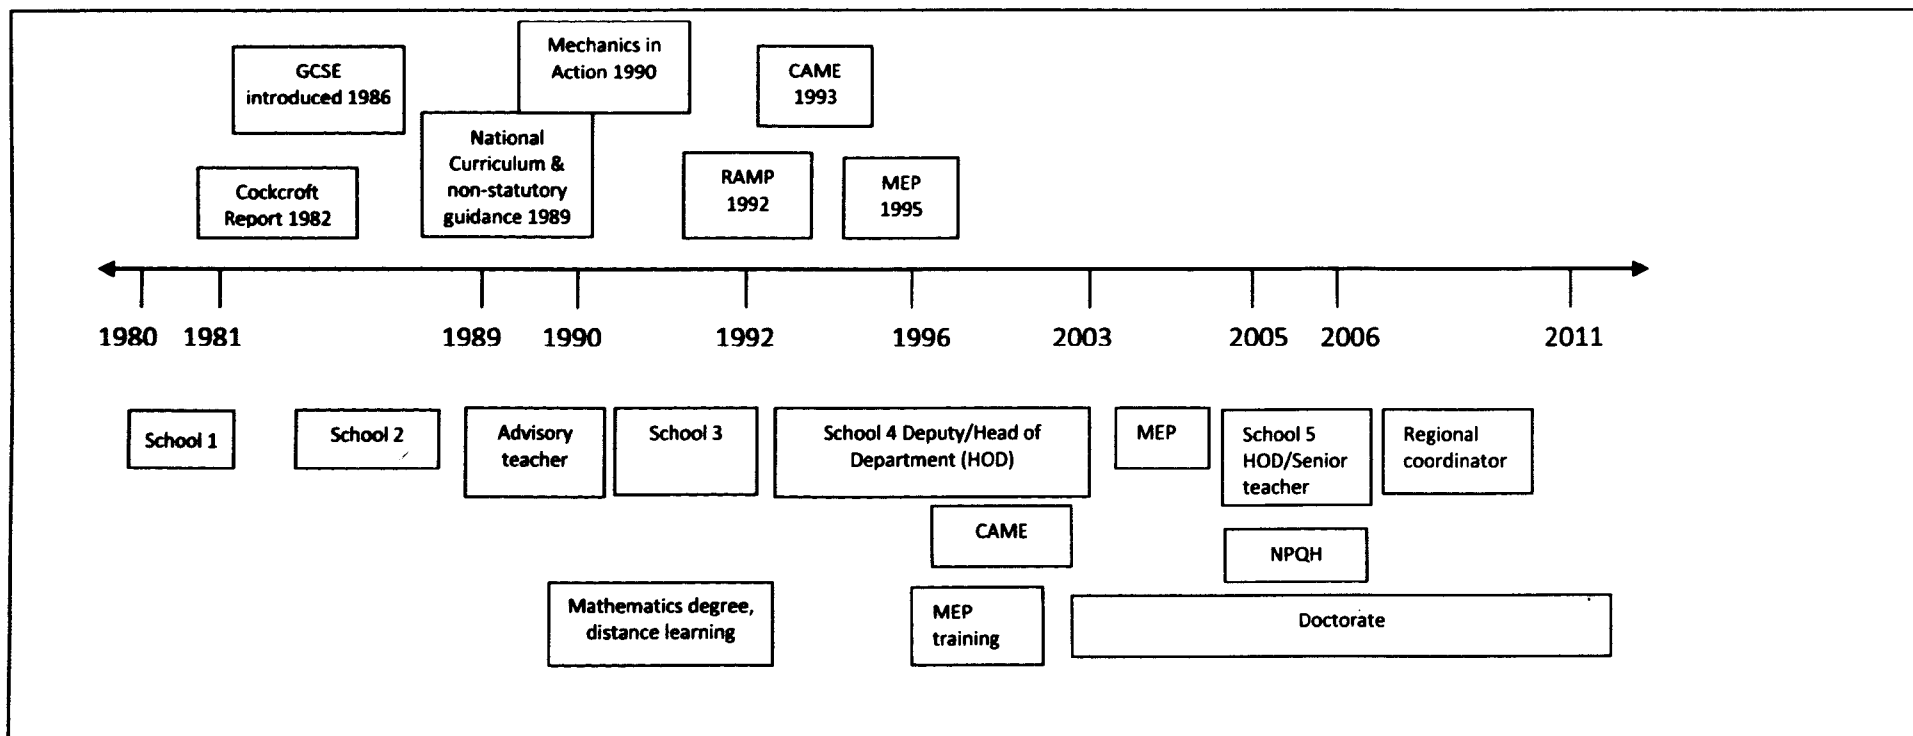 Mechanics in
Action 1990
GCSE
introduced 1986
CAME
1993
National
Curriculum &
non-statutory
guidance 1989
Cockcroft
Report 1982
RAMP
1992
MEP
1995
1980 1981 1989 1990 1992 1996 2003 2005 2006 2011
School 1
School 2
Advisory
teacher
School 3
School 4 Deputy/Head of
Department (HOD)
MEP
School 5
HOD/Senior
teacher
Regional
coordinator
CAME
NPQH
Mathematics degree,
distance learning
MEP
training
Doctorate